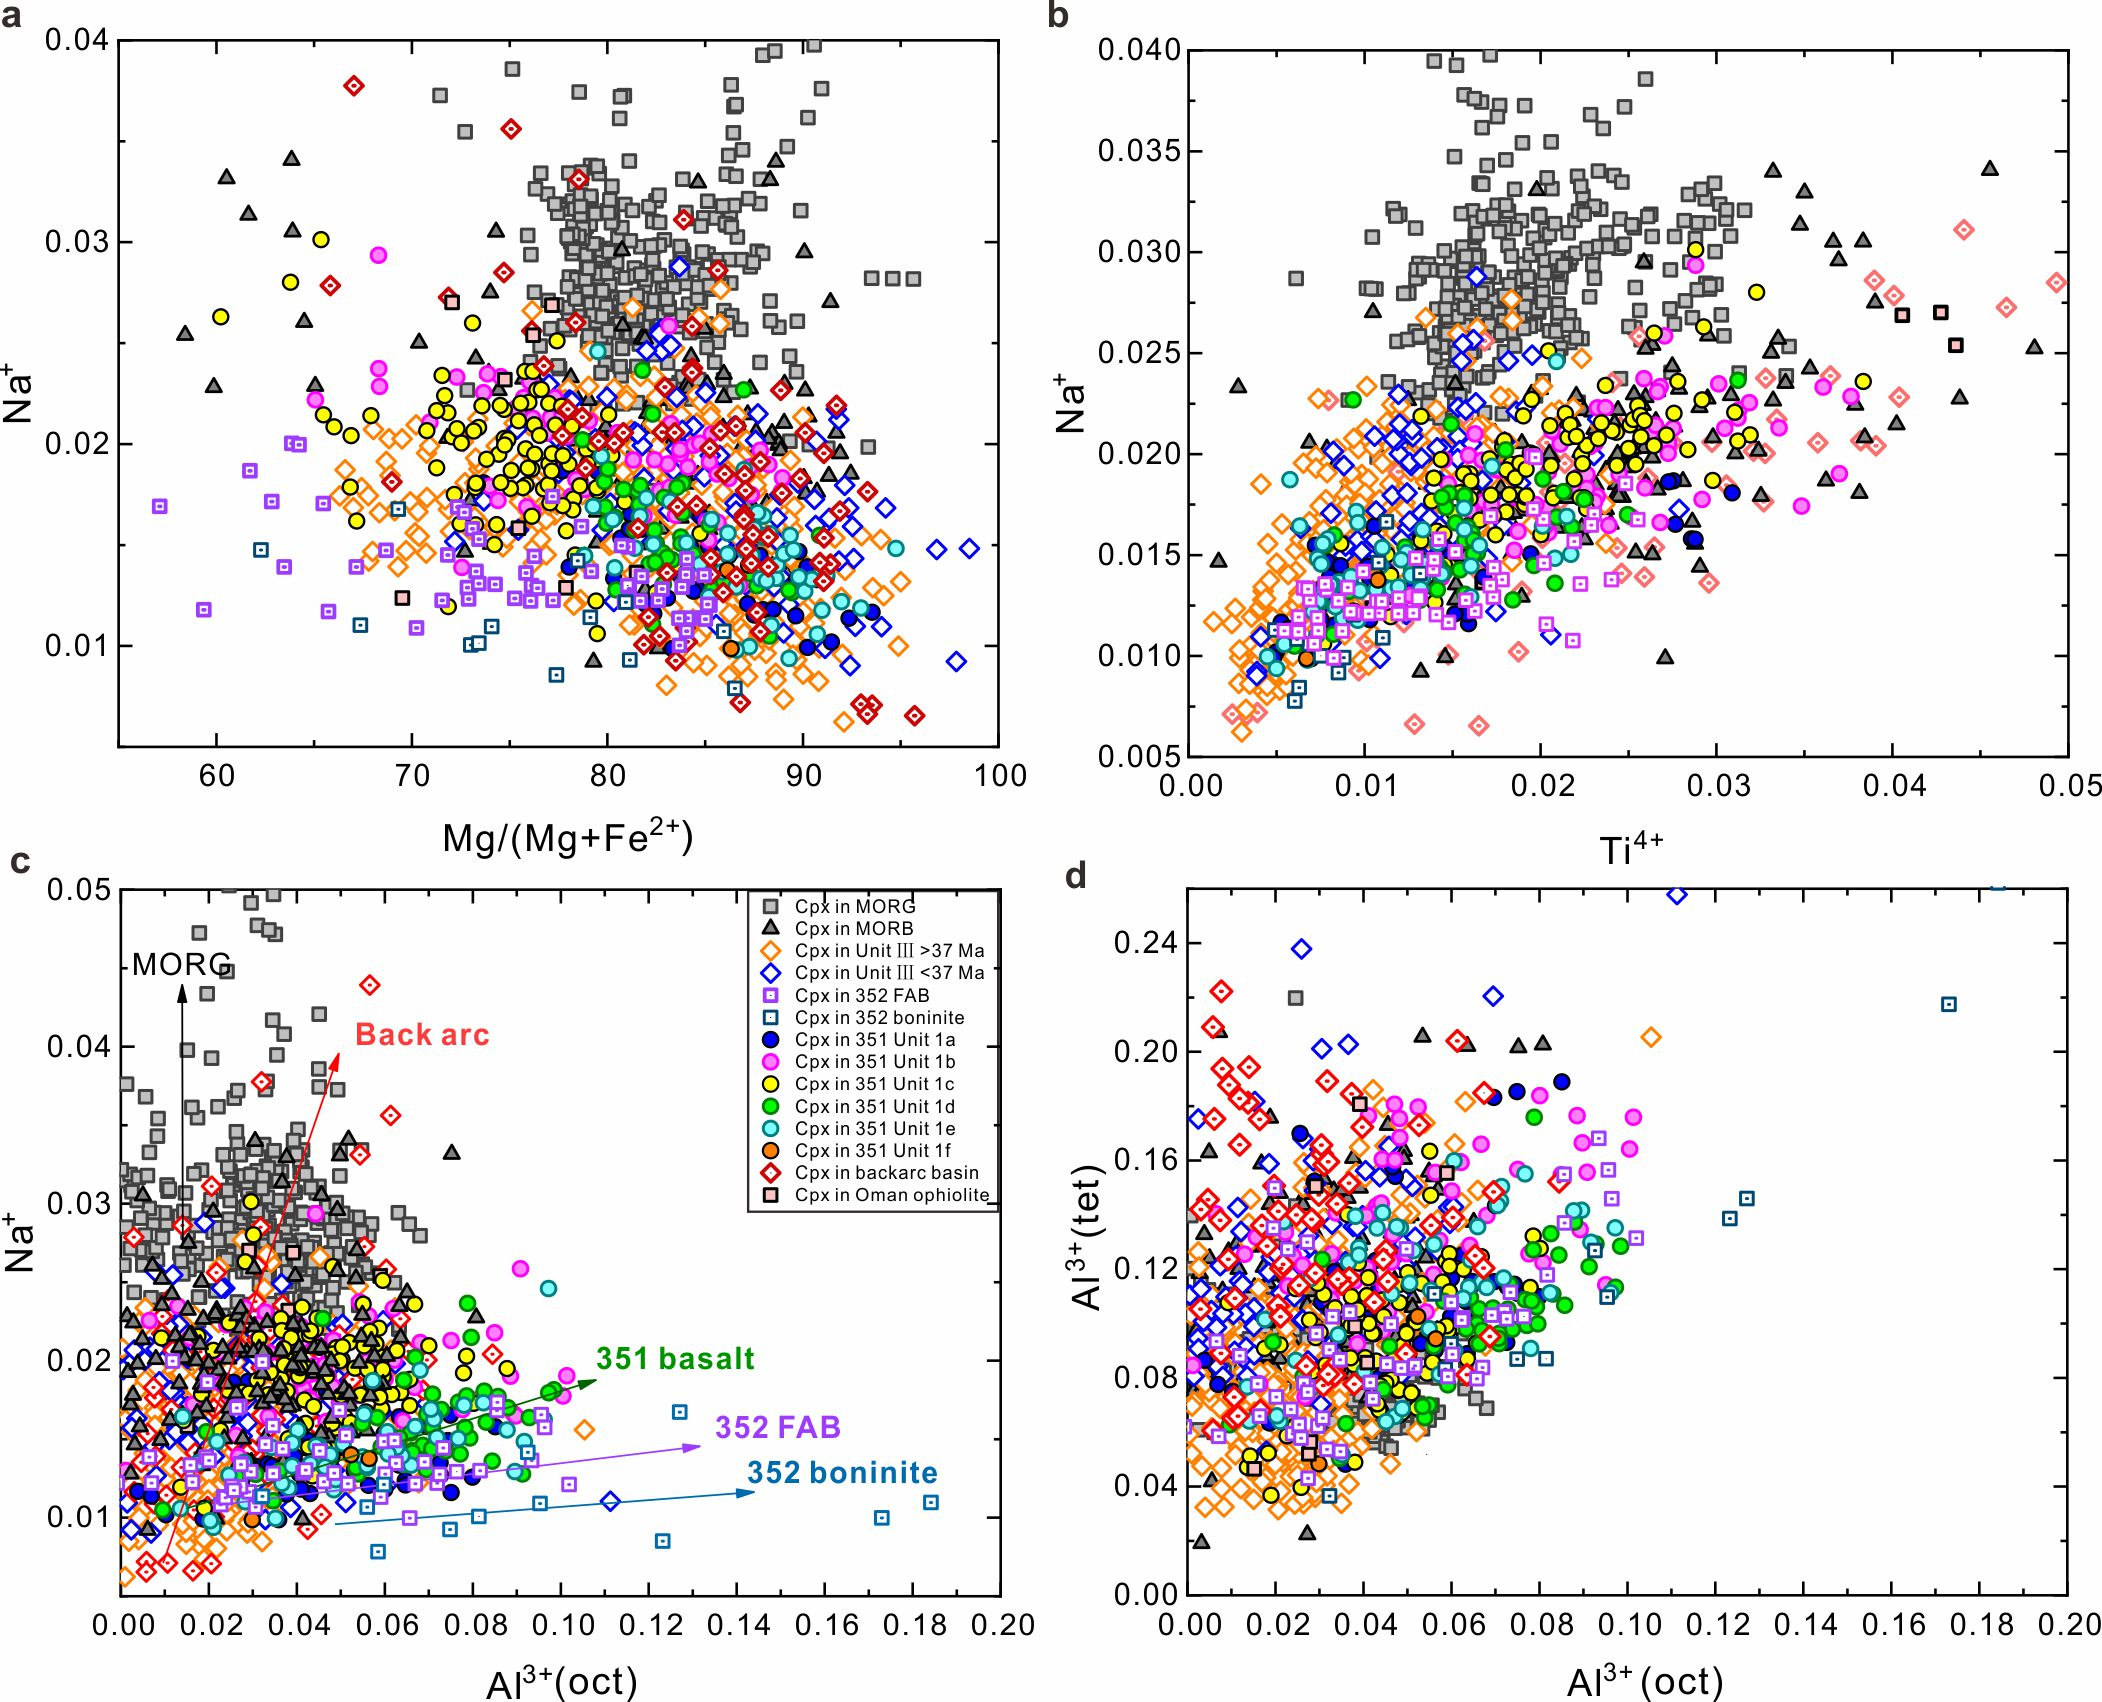 a
0.04
0.03
0.02
0.01
Na+
60 70 80 90 100
Mg/(Mg+Fe2+)
b
0.040
0.035
0.030
0.025
0.020
0.015
0.010
0.005
Na+
0.00 0.01 0.02 0.03 0.04 0.05
Ti4+
c
0.05
0.04
0.03
0.02
0.01
Na+
MORG
Back arc
351 basalt
352 FAB
352 boninite
Cpx in MORG
Cpx in MORB
Cpx in Unit III >37 Ma
Cpx in Unit III <37 Ma
Cpx in 352 FAB
Cpx in 352 boninite
Cpx in 351 Unit 1a
Cpx in 351 Unit 1b
Cpx in 351 Unit 1c
Cpx in 351 Unit 1d
Cpx in 351 Unit 1e
Cpx in 351 Unit 1f
Cpx in backarc basin
Cpx in Oman ophiolite
0.00 0.02 0.04 0.06 0.08 0.10 0.12 0.14 0.16 0.18 0.20
Al3+(oct)
d
0.24
0.20
0.16
0.12
0.08
0.04
0.00
Al3+(tet)
0.00 0.02 0.04 0.06 0.08 0.10 0.12 0.14 0.16 0.18 0.20
Al3+(oct)